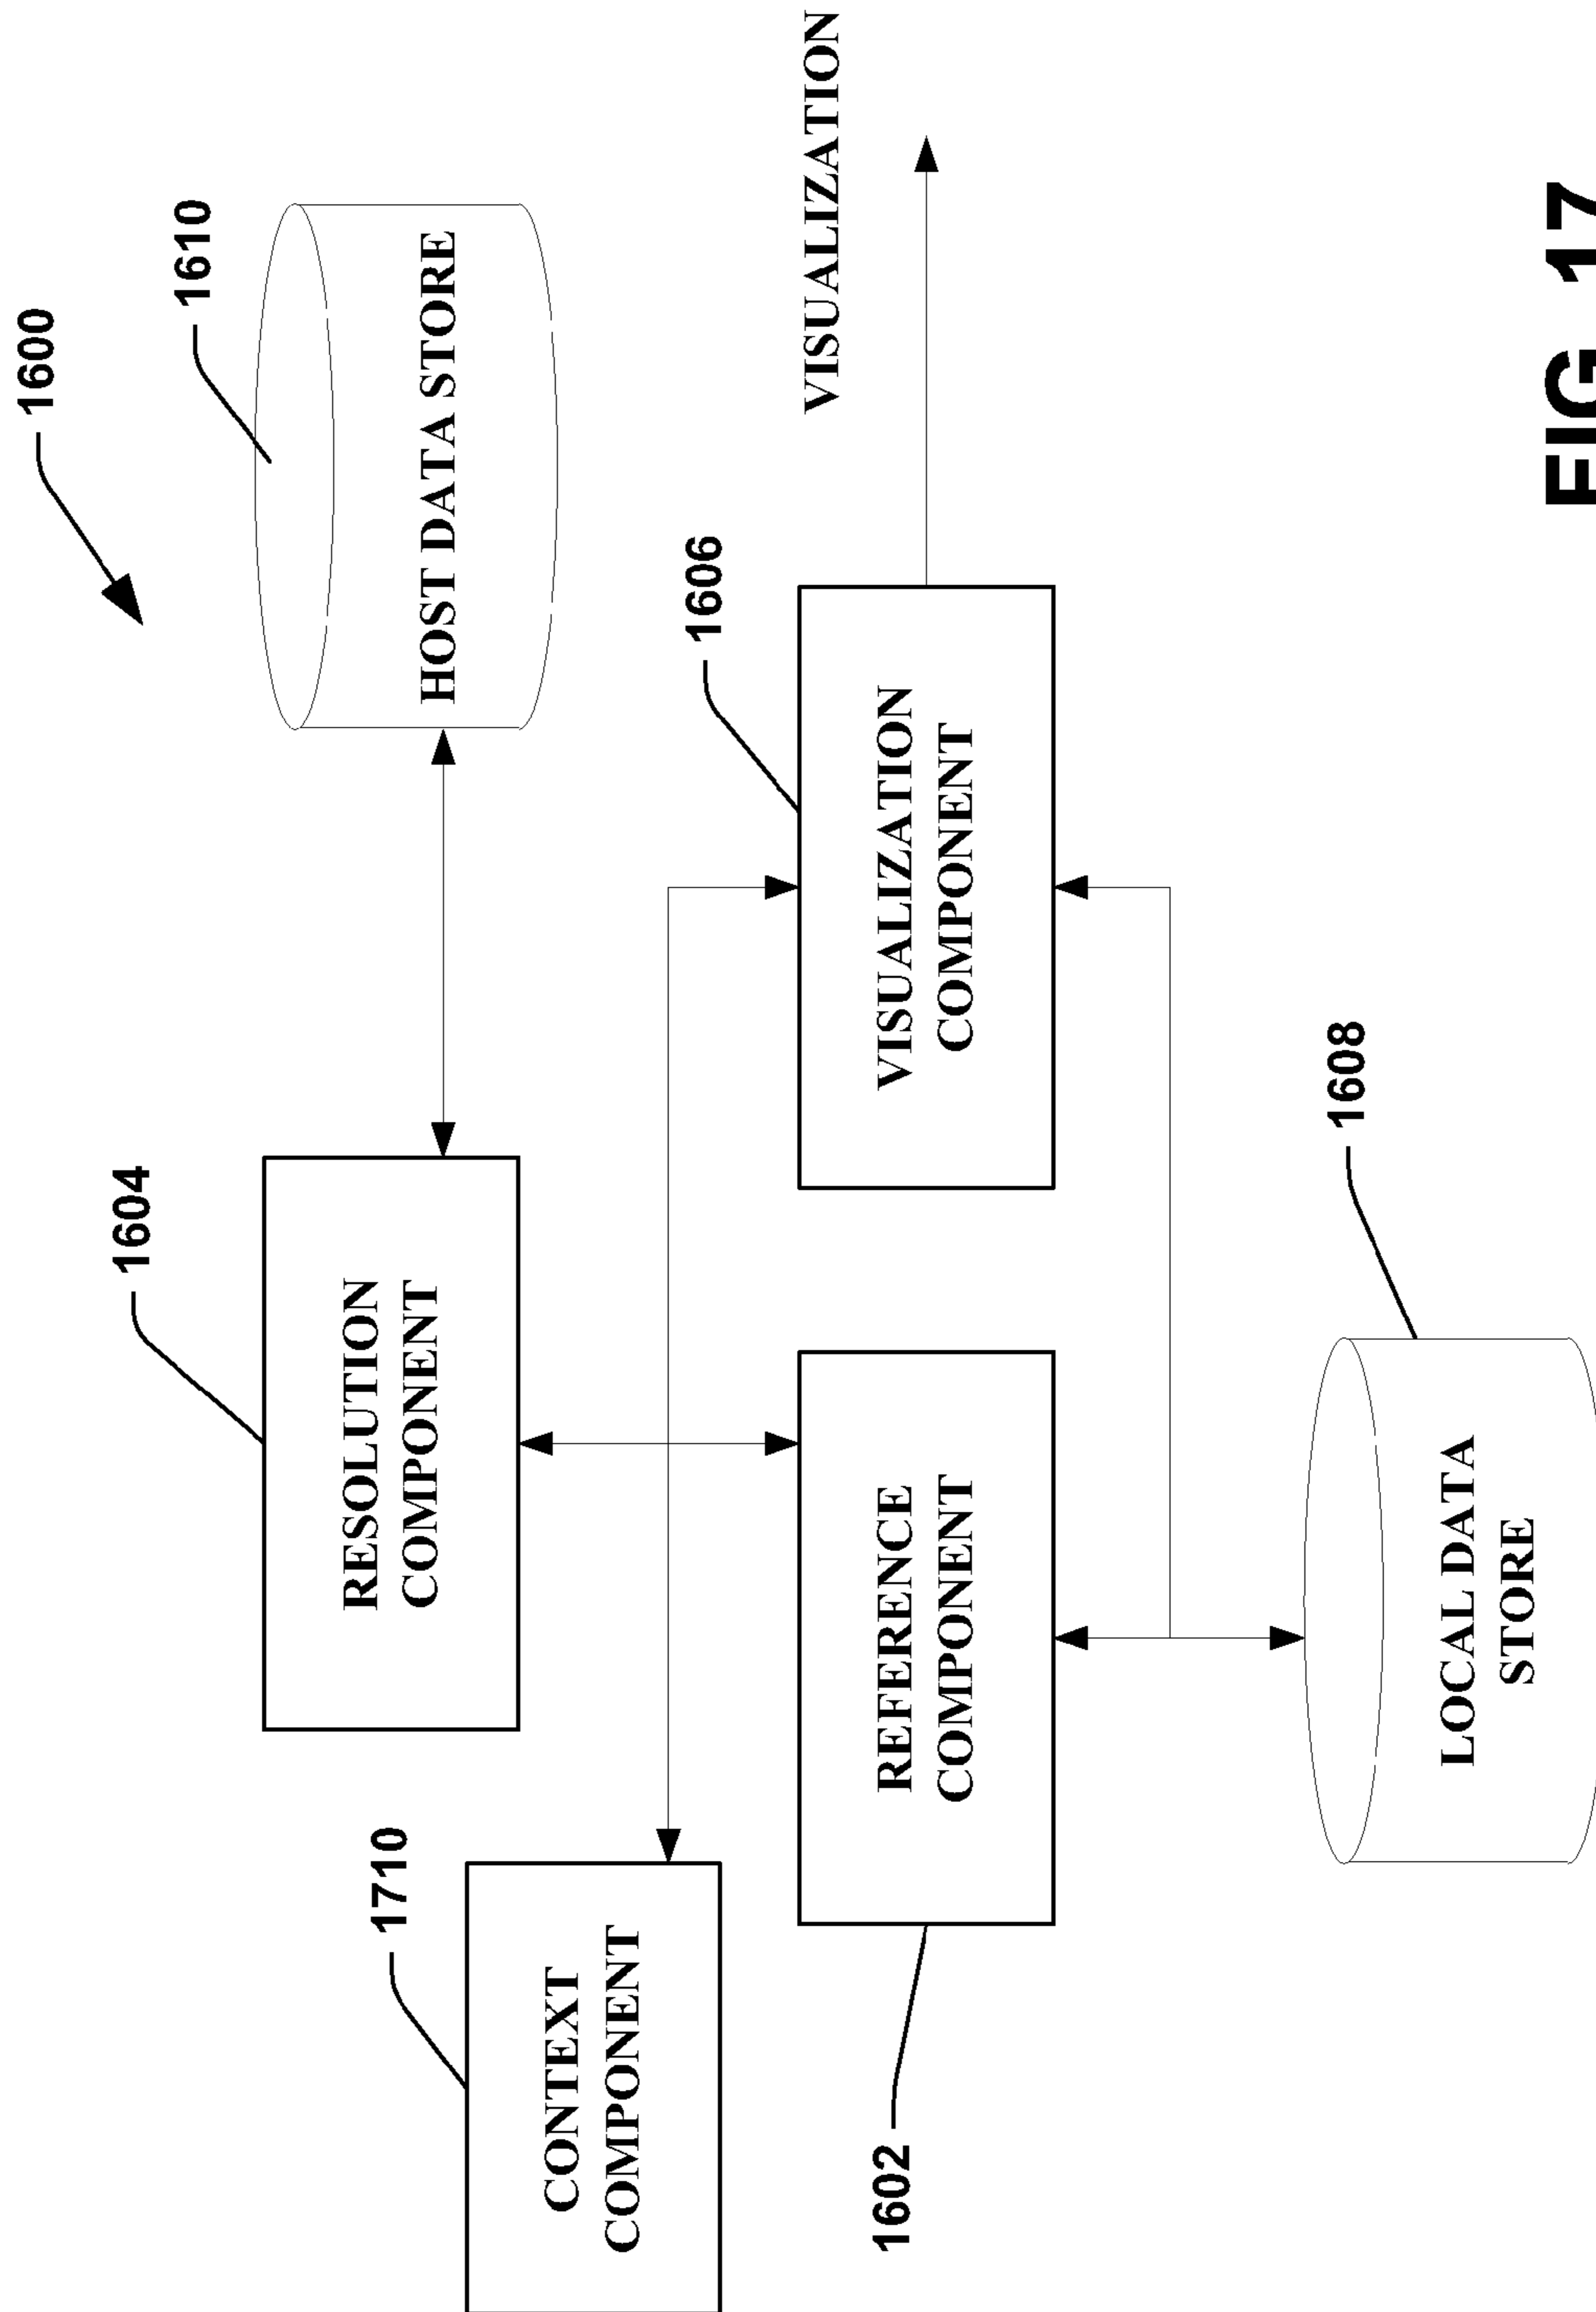 1600
1610
HOST DATA STORE
1604
RESOLUTION
COMPONENT
1710
CONTEXT
COMPONENT
1606
VISUALIZATION
COMPONENT
VISUALIZATION
REFERENCE
COMPONENT
1602
1608
LOCAL DATA
STORE
FIG. 17